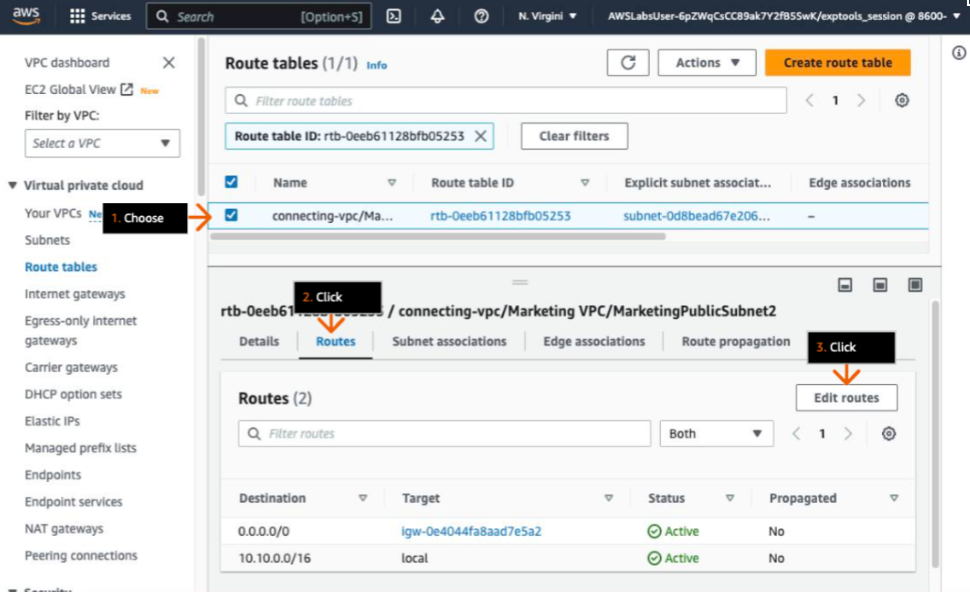 aws Services Search [Option+S] N. Virgini AWSLabsUser-6pZWqCsCC89ak7Y2fB5SwK/exptools_session @ 8600-
VPC dashboard
EC2 Global View New
Filter by VPC:
Select a VPC
Virtual private cloud
Your VPCs Ne
Subnets
Route tables
Internet gateways
Egress-only internet
gateways
Carrier gateways
DHCP option sets
Elastic IPs
Managed prefix lists
Endpoints
Endpoint services
NAT gateways
Peering connections
Security
Route tables (1/1) Info Actions Create route table
Filter route tables 1
Route table ID: rtb-0eeb61128bfb05253 Clear filters
Name Route table ID Explicit subnet associat... Edge associations
1. Choose
connecting-vpc/Ma... rtb-0eeb61128bfb05253 subnet-0d8bead67e206... –
2. Click
rtb-0eeb61 / connecting-vpc/Marketing VPC/MarketingPublicSubnet2
Details Routes Subnet associations Edge associations Route propagation
3. Click
Routes (2) Edit routes
Filter routes Both 1
Destination Target Status Propagated
0.0.0.0/0 igw-0e4044fa8aad7e5a2 Active No
10.10.0.0/16 local Active No